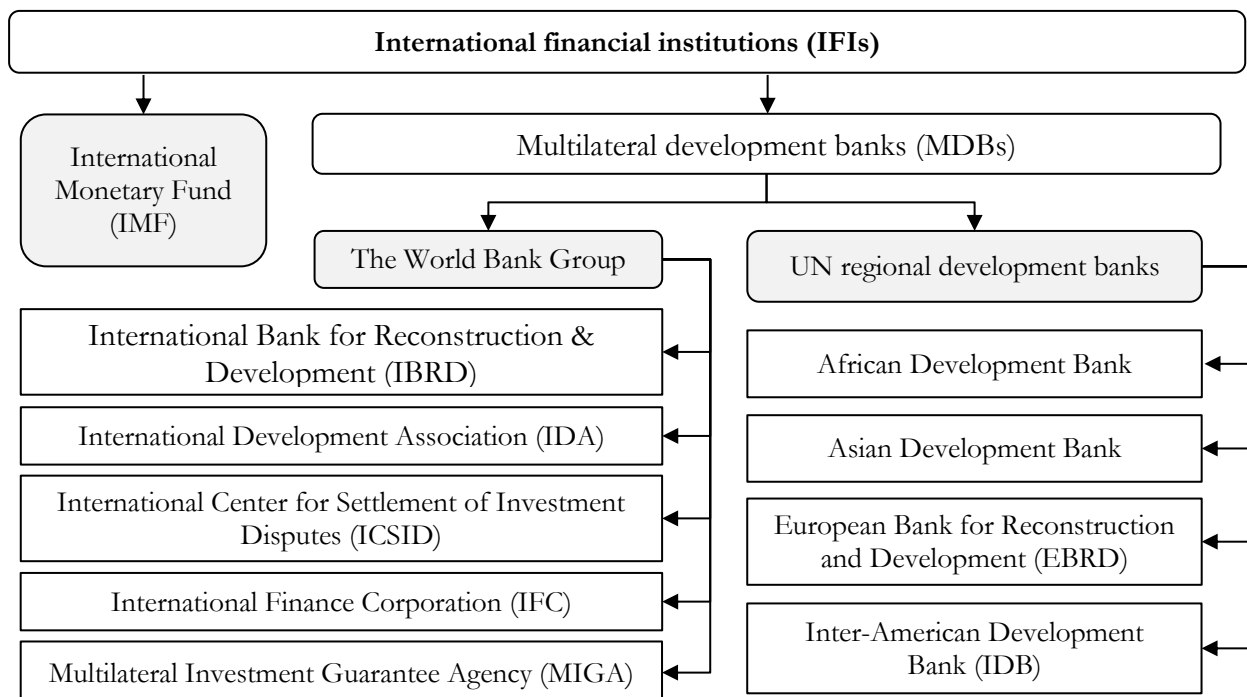 International financial institutions (IFIs)
International
Monetary Fund
(IMF)
Multilateral development banks (MDBs)
The World Bank Group
International Bank for Reconstruction &
Development (IBRD)
International Development Association (IDA)
International Center for Settlement of Investment
Disputes (ICSID)
International Finance Corporation (IFC)
Multilateral Investment Guarantee Agency (MIGA)
UN regional development banks
African Development Bank
Asian Development Bank
European Bank for Reconstruction
and Development (EBRD)
Inter-American Development
Bank (IDB)